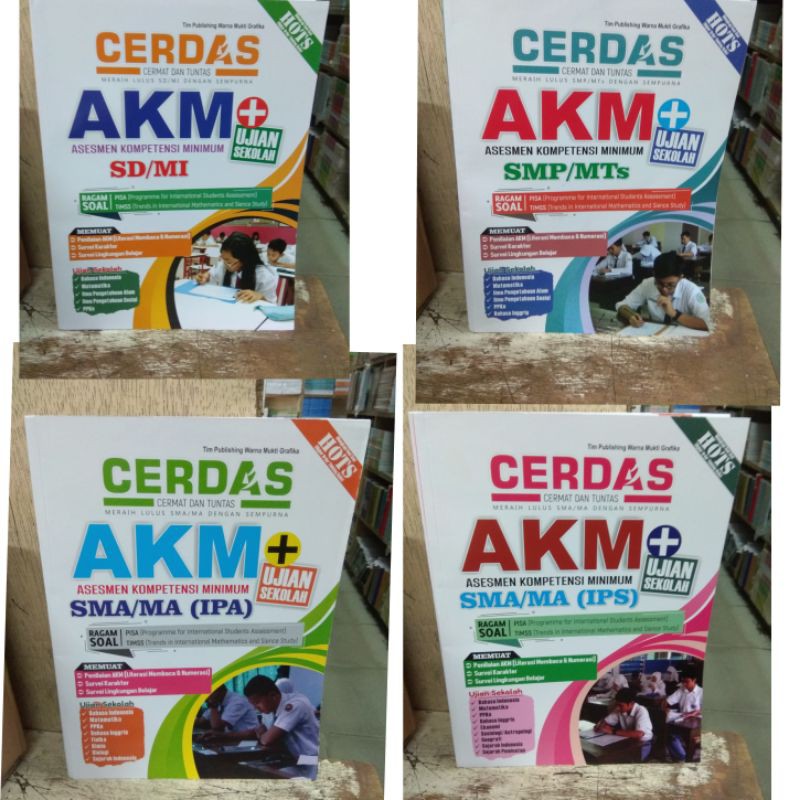 Tim Publishing Warna Mukti Grafika
HOTS
CERDAS
CERMAT DAN TUNTAS
MERAIH LULUS SD/MI DENGAN SEMPURNA
AKM+
UJIAN
SEKOLAH
ASESMEN KOMPETENSI MINIMUM
SD/MI
RAGAM
SOAL
PISA (Programme for International Students Assessment)
TIMSS (Trends in International Mathematics and Sience Study)
MEMUAT
Penilaian AKM (Literasi Membaca & Numerasi)
Survei Karakter
Survei Lingkungan Belajar
Ujian Sekolah
Bahasa Indonesia
Matematika
Ilmu Pengetahuan Alam
Ilmu Pengetahuan Sosial
PPKn
Tim Publishing Warna Mukti Grafika
HOTS
CERDAS
CERMAT DAN TUNTAS
MERAIH LULUS SMP/MTs DENGAN SEMPURNA
AKM+
UJIAN
SEKOLAH
ASESMEN KOMPETENSI MINIMUM
SMP/MTs
RAGAM
SOAL
PISA (Programme for International Students Assessment)
TIMSS (Trends in International Mathematics and Sience Study)
MEMUAT
Penilaian AKM (Literasi Membaca & Numerasi)
Survei Karakter
Survei Lingkungan Belajar
Ujian Sekolah
Bahasa Indonesia
Matematika
Ilmu Pengetahuan Alam
Ilmu Pengetahuan Sosial
PPKn
Bahasa Inggris
Tim Publishing Warna Mukti Grafika
HOTS
CERDAS
CERMAT DAN TUNTAS
MERAIH LULUS SMA/MA DENGAN SEMPURNA
AKM+
UJIAN
SEKOLAH
ASESMEN KOMPETENSI MINIMUM
SMA/MA (IPA)
RAGAM
SOAL
PISA (Programme for International Students Assessment)
TIMSS (Trends in International Mathematics and Sience Study)
MEMUAT
Penilaian AKM (Literasi Membaca & Numerasi)
Survei Karakter
Survei Lingkungan Belajar
Ujian Sekolah
Bahasa Indonesia
Matematika
PPKn
Bahasa Inggris
Fisika
Kimia
Biologi
Sejarah Indonesia
Tim Publishing Warna Mukti Grafika
HOTS
CERDAS
CERMAT DAN TUNTAS
MERAIH LULUS SMA/MA DENGAN SEMPURNA
AKM+
UJIAN
SEKOLAH
ASESMEN KOMPETENSI MINIMUM
SMA/MA (IPS)
RAGAM
SOAL
PISA (Programme for International Students Assessment)
TIMSS (Trends in International Mathematics and Sience Study)
MEMUAT
Penilaian AKM (Literasi Membaca & Numerasi)
Survei Karakter
Survei Lingkungan Belajar
Ujian Sekolah
Bahasa Indonesia
Matematika
PPKn
Bahasa Inggris
Ekonomi
Sosiologi/Antropologi
Geografi
Sejarah Indonesia
Sejarah Peminatan